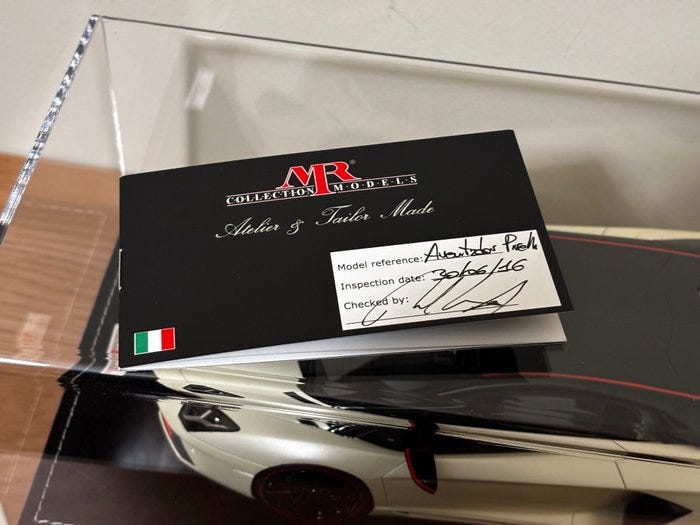 MR®
COLLECTION MODELS
Atelier & Tailor Made
Model reference: Aventador Pirelli
Inspection date: 30/06/16
Checked by: